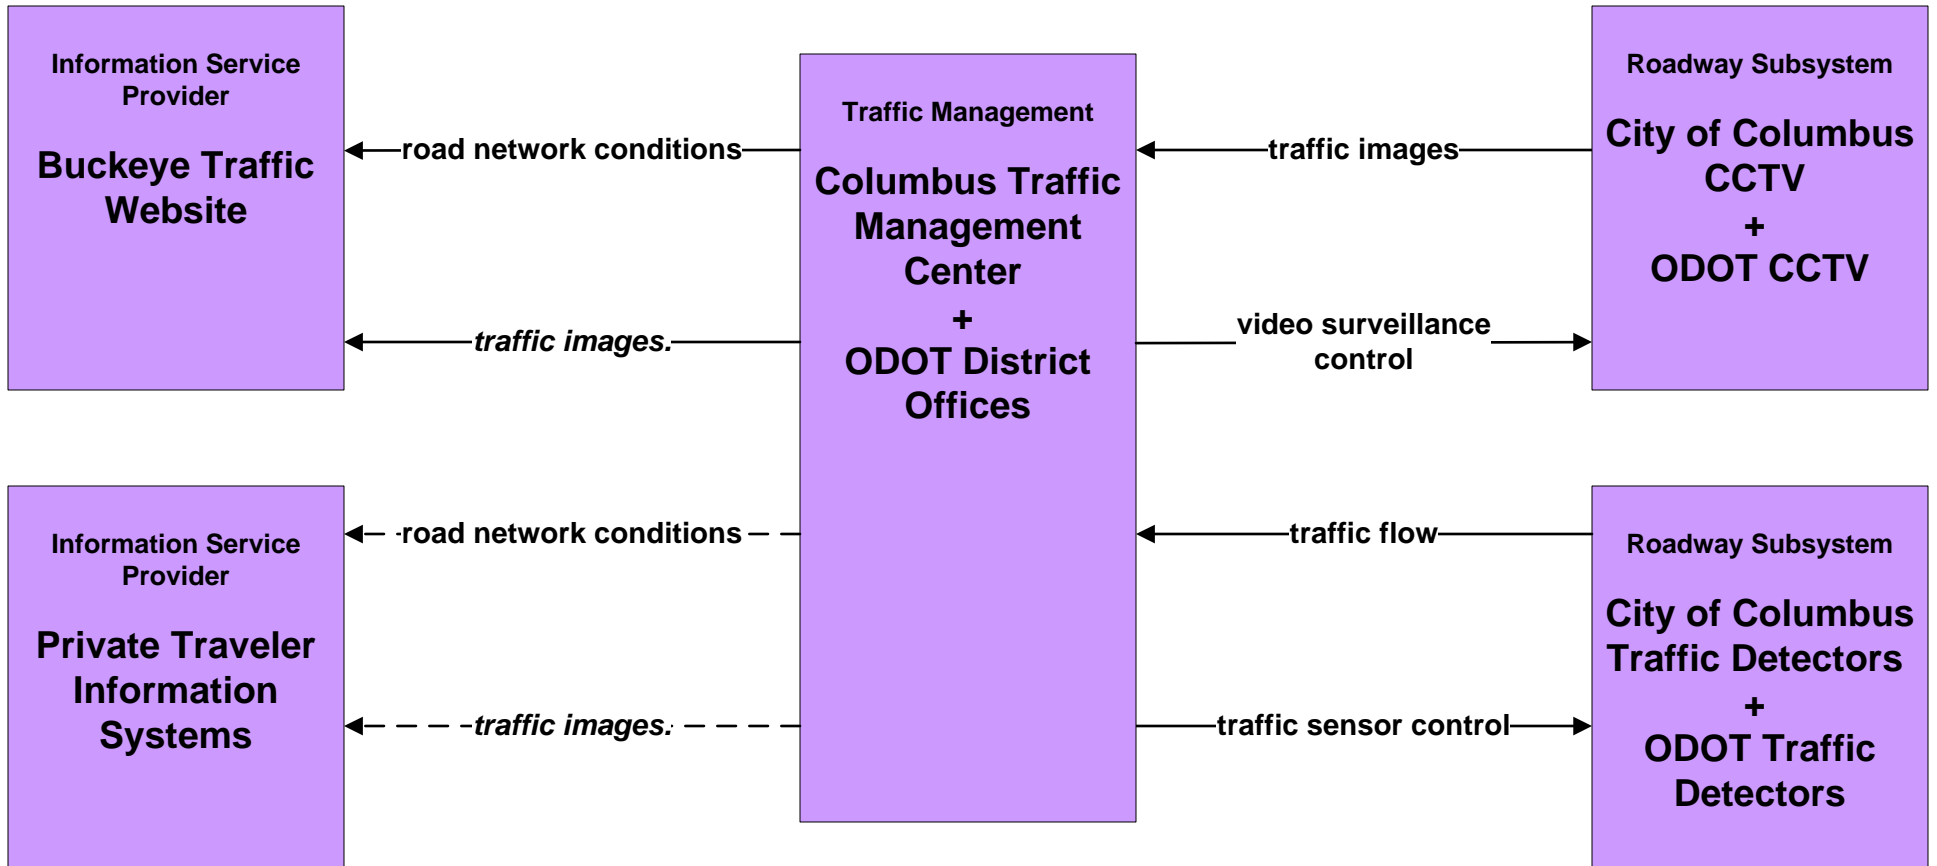 Information Service
Provider
Buckeye Traffic
Website
road network conditions
traffic images.
Traffic Management
Columbus Traffic
Management
Center
+
ODOT District
Offices
traffic images
video surveillance
control
Roadway Subsystem
City of Columbus
CCTV
+
ODOT CCTV
Information Service
Provider
Private Traveler
Information
Systems
road network conditions
traffic images.
traffic flow
traffic sensor control
Roadway Subsystem
City of Columbus
Traffic Detectors
+
ODOT Traffic
Detectors